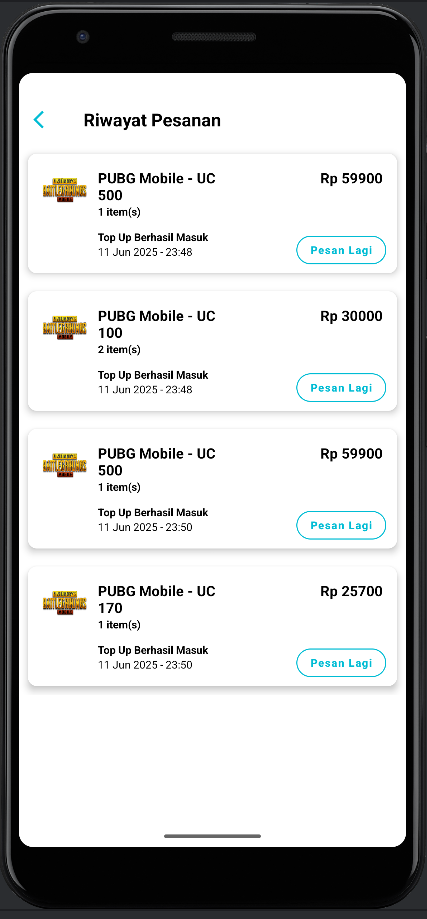 Riwayat Pesanan
PUBG Mobile - UC
500
Rp 59900
1 item(s)
Top Up Berhasil Masuk
11 Jun 2025 - 23:48
Pesan Lagi
PUBG Mobile - UC
100
Rp 30000
2 item(s)
Top Up Berhasil Masuk
11 Jun 2025 - 23:48
Pesan Lagi
PUBG Mobile - UC
500
Rp 59900
1 item(s)
Top Up Berhasil Masuk
11 Jun 2025 - 23:50
Pesan Lagi
PUBG Mobile - UC
170
Rp 25700
1 item(s)
Top Up Berhasil Masuk
11 Jun 2025 - 23:50
Pesan Lagi